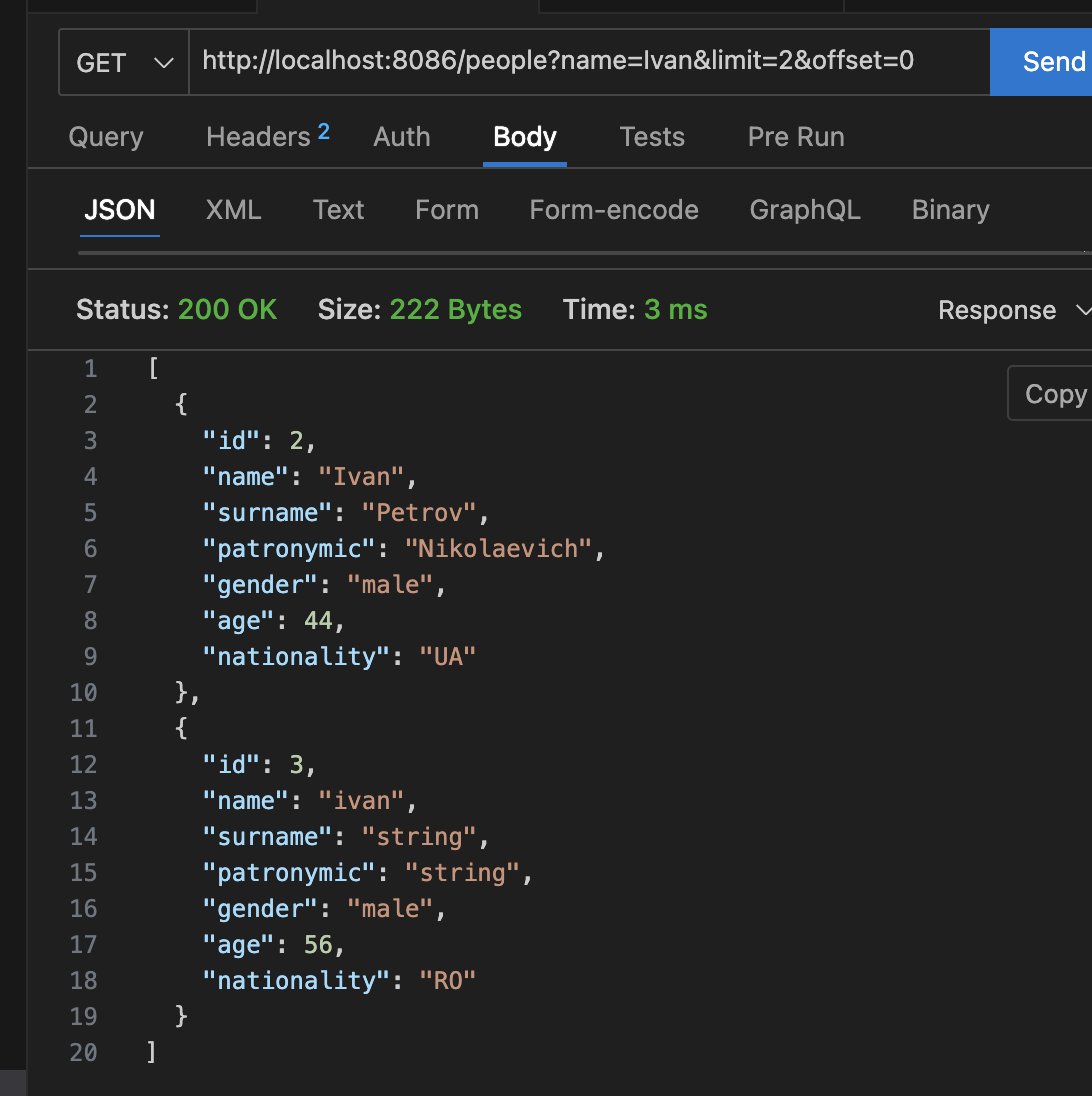 GET http://localhost:8086/people?name=Ivan&limit=2&offset=0 Send
Query Headers 2 Auth Body Tests Pre Run
JSON XML Text Form Form-encode GraphQL Binary
Status: 200 OK Size: 222 Bytes Time: 3 ms Response
1 [
Copy
2 {
3 "id": 2,
4 "name": "Ivan",
5 "surname": "Petrov",
6 "patronymic": "Nikolaevich",
7 "gender": "male",
8 "age": 44,
9 "nationality": "UA"
10 },
11 {
12 "id": 3,
13 "name": "ivan",
14 "surname": "string",
15 "patronymic": "string",
16 "gender": "male",
17 "age": 56,
18 "nationality": "RO"
19 }
20 ]